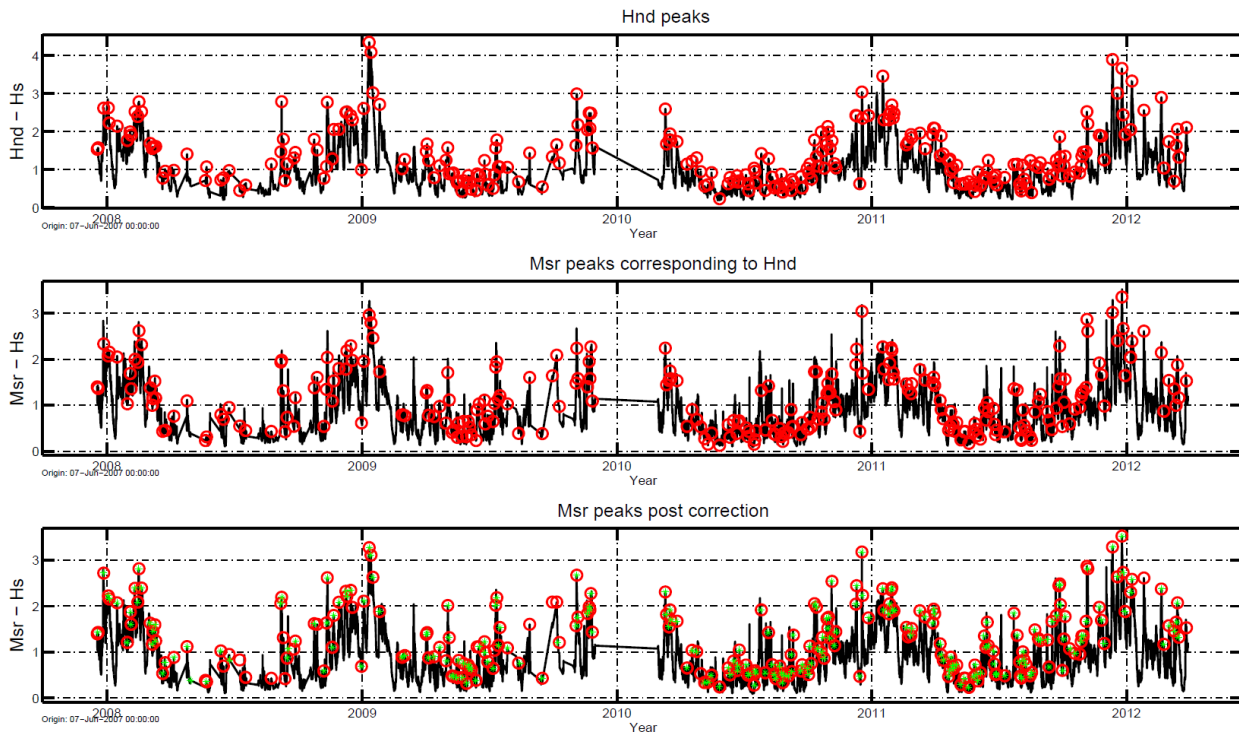 Hnd peaks
Hnd – Hs
4
3
2
1
0
2008 2009 2010 2011 2012
Origin: 07–Jun–2007 00:00:00
Year
Msr peaks corresponding to Hnd
Msr – Hs
3
2
1
0
2008 2009 2010 2011 2012
Origin: 07–Jun–2007 00:00:00
Year
Msr peaks post correction
Msr – Hs
3
2
1
0
2008 2009 2010 2011 2012
Origin: 07–Jun–2007 00:00:00
Year